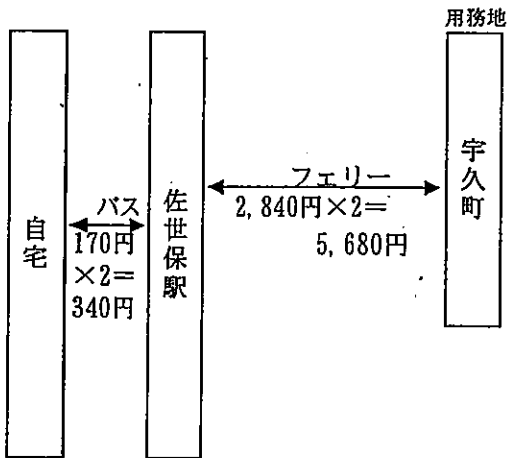 用務地
自宅
バス
170円
×2=
340円
佐世保駅
フェリー
2,840円×2=
5,680円
宇久町